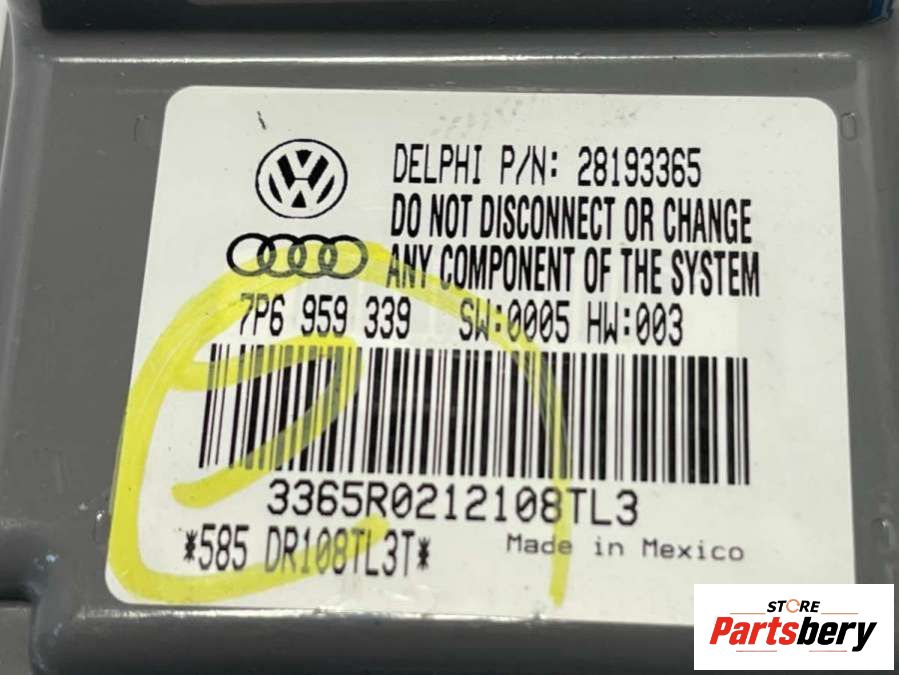 DELPHI P/N: 28193365
DO NOT DISCONNECT OR CHANGE
ANY COMPONENT OF THE SYSTEM
7P6 959 339 SW:0005 HW:003
3365R0212108TL3
*585 DR108TL3T*
Made in Mexico
STORE
Partsbery